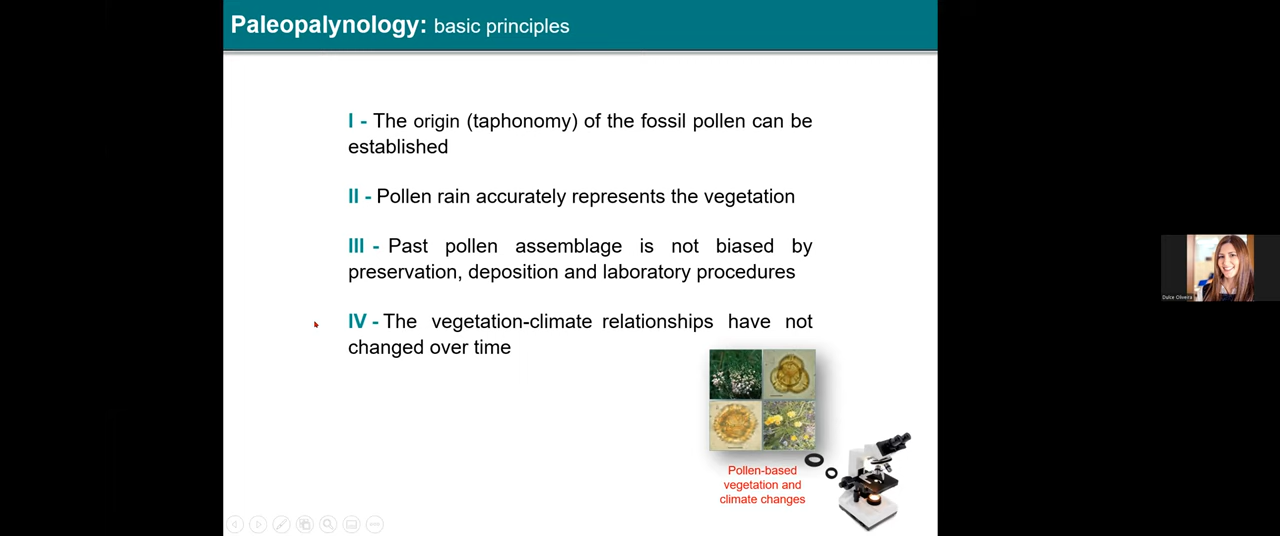 Paleopalynology: basic principles
I - The origin (taphonomy) of the fossil pollen can be
established
II - Pollen rain accurately represents the vegetation
III - Past pollen assemblage is not biased by
preservation, deposition and laboratory procedures
IV - The vegetation-climate relationships have not
changed over time
Pollen-based
vegetation and
climate changes
Dulce Oliveira